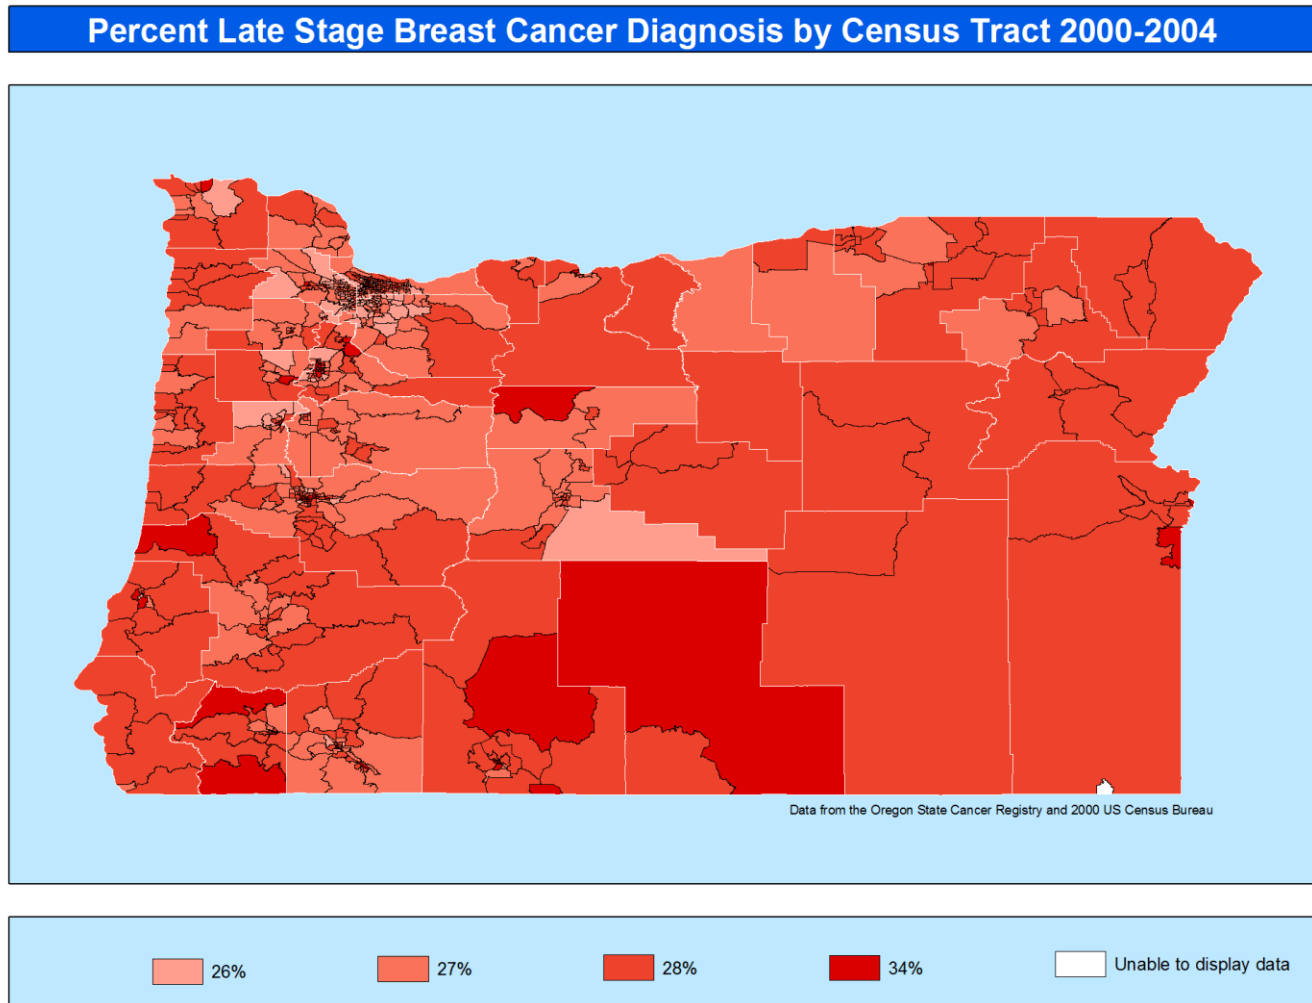 Percent Late Stage Breast Cancer Diagnosis by Census Tract 2000-2004
Data from the Oregon State Cancer Registry and 2000 US Census Bureau
26%
27%
28%
34%
Unable to display data